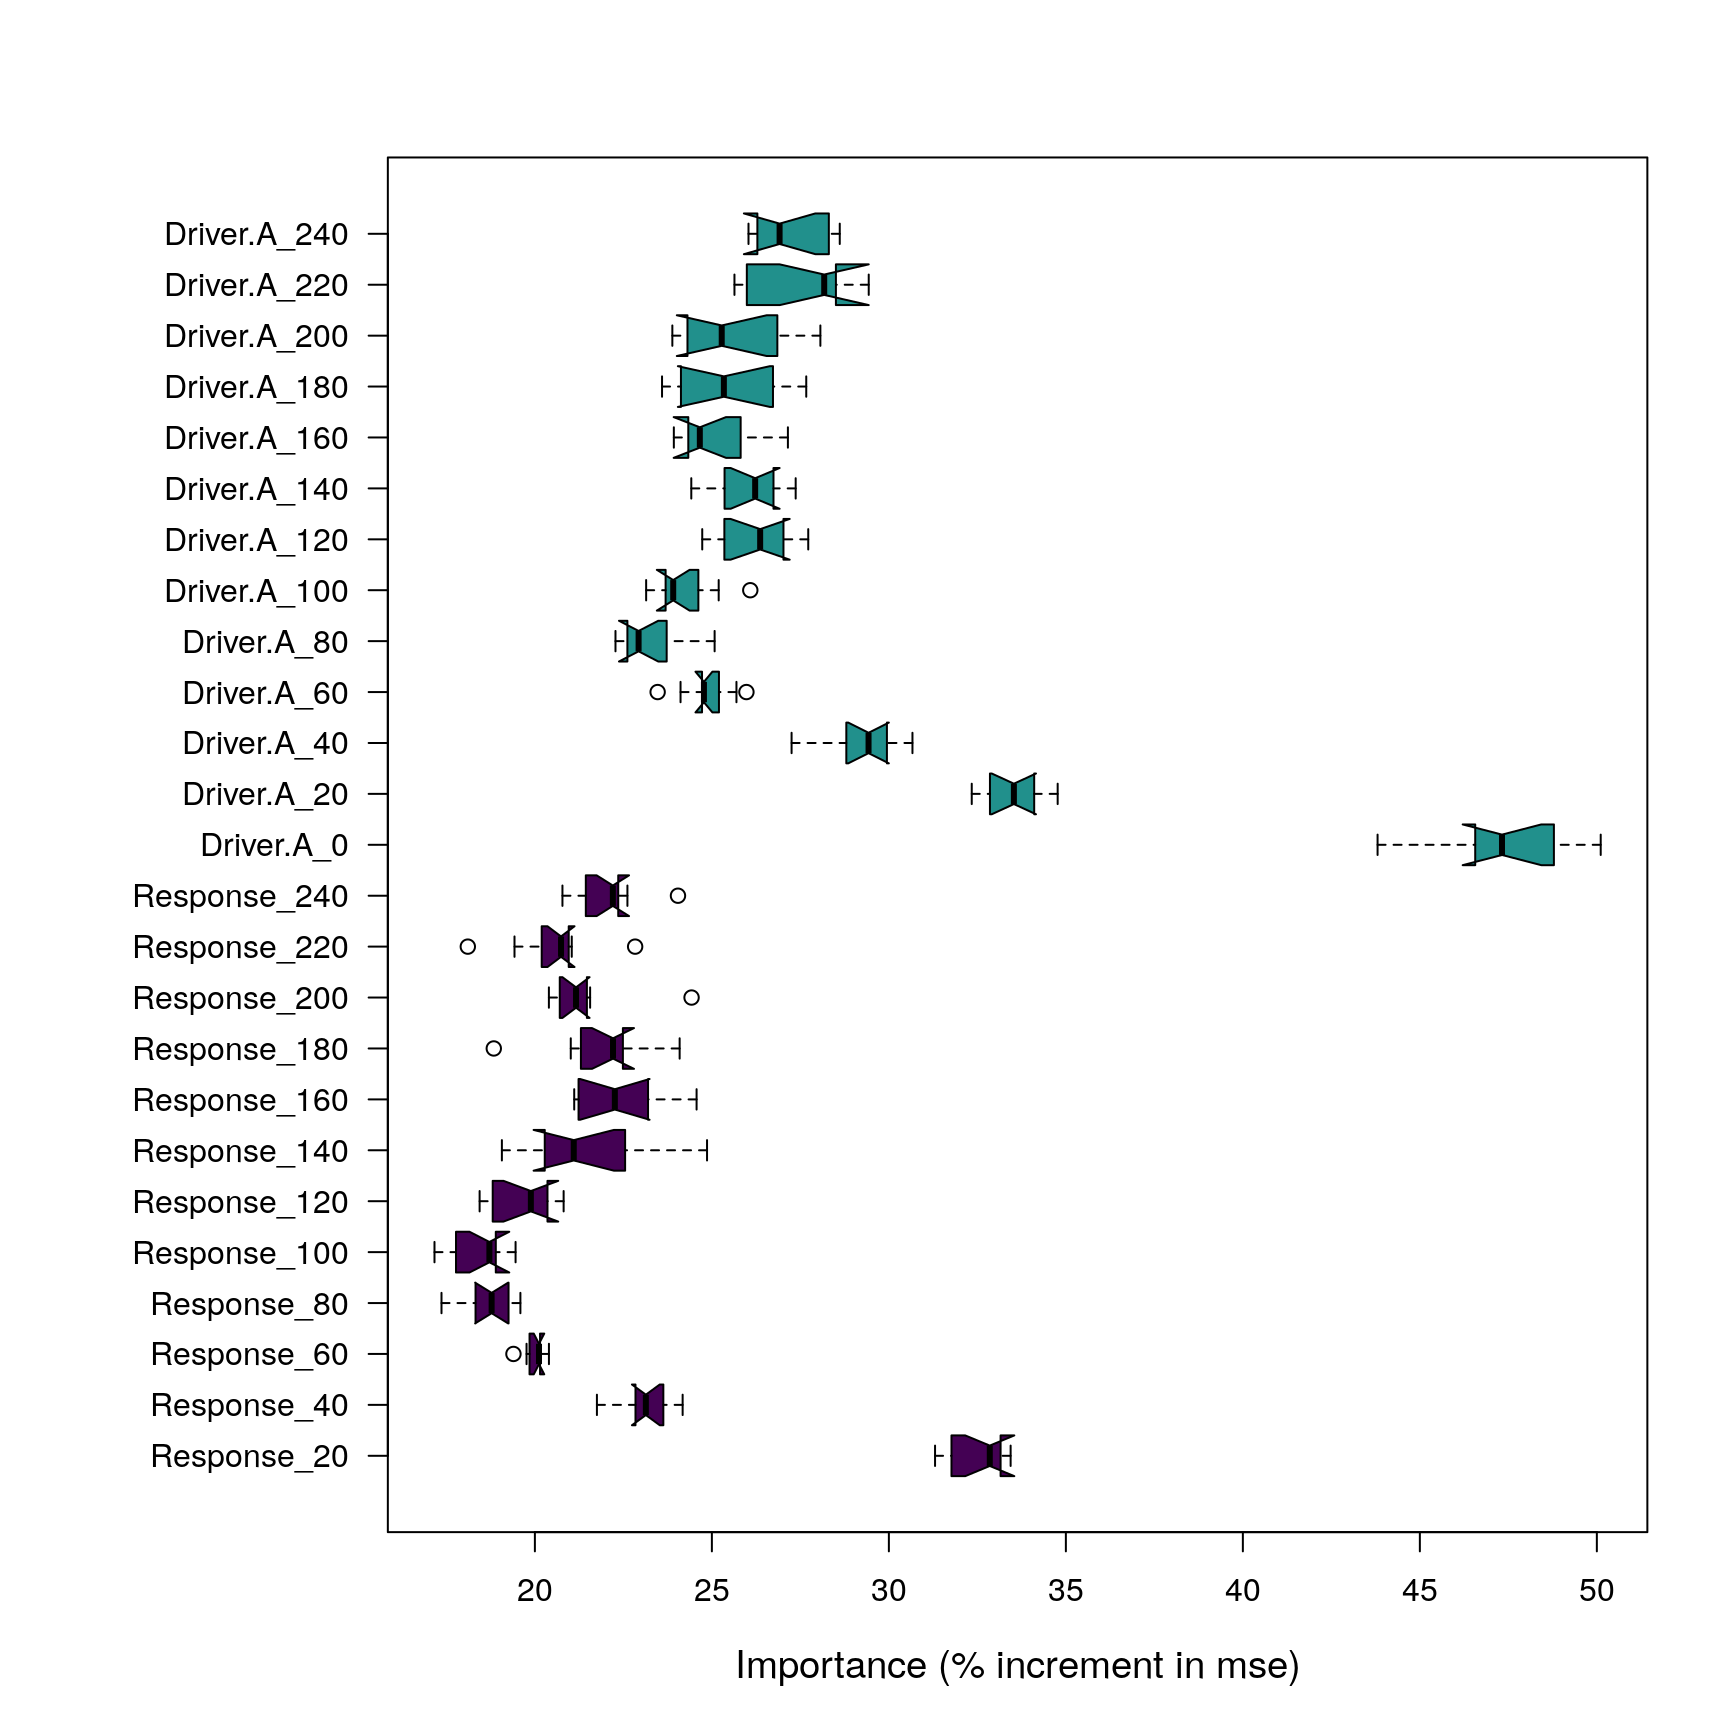 Driver.A_240
Driver.A_220
Driver.A_200
Driver.A_180
Driver.A_160
Driver.A_140
Driver.A_120
Driver.A_100
Driver.A_80
Driver.A_60
Driver.A_40
Driver.A_20
Driver.A_0
Response_240
Response_220
Response_200
Response_180
Response_160
Response_140
Response_120
Response_100
Response_80
Response_60
Response_40
Response_20
20 25 30 35 40 45 50
Importance (% increment in mse)